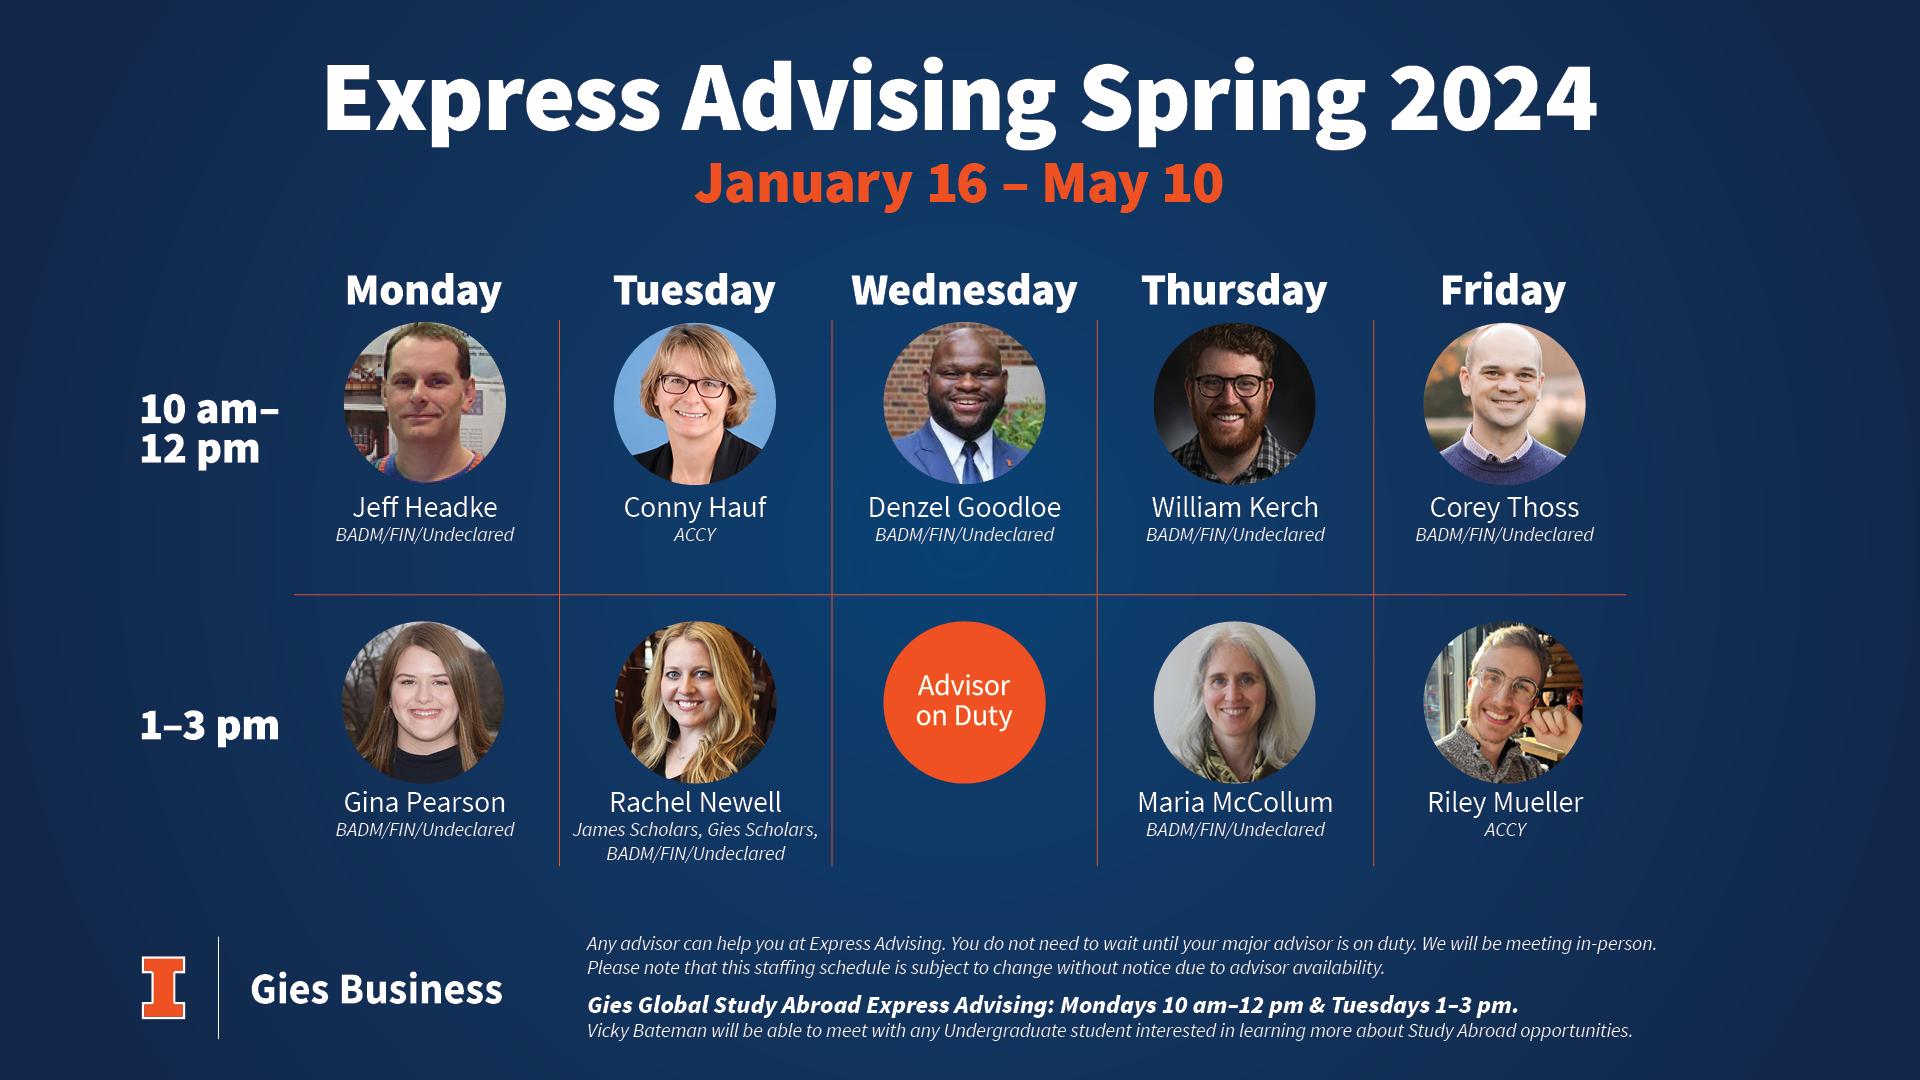 Express Advising Spring 2024
January 16 – May 10
Monday Tuesday Wednesday Thursday Friday
10 am–
12 pm
Jeff Headke Conny Hauf Denzel Goodloe William Kerch Corey Thoss
BADM/FIN/Undeclared ACCY BADM/FIN/Undeclared BADM/FIN/Undeclared BADM/FIN/Undeclared
1–3 pm
Advisor
on Duty
Gina Pearson Rachel Newell Maria McCollum Riley Mueller
BADM/FIN/Undeclared James Scholars, Gies Scholars, BADM/FIN/Undeclared ACCY
BADM/FIN/Undeclared
I
Gies Business
Any advisor can help you at Express Advising. You do not need to wait until your major advisor is on duty. We will be meeting in-person.
Please note that this staffing schedule is subject to change without notice due to advisor availability.
Gies Global Study Abroad Express Advising: Mondays 10 am–12 pm & Tuesdays 1–3 pm.
Vicky Bateman will be able to meet with any Undergraduate student interested in learning more about Study Abroad opportunities.